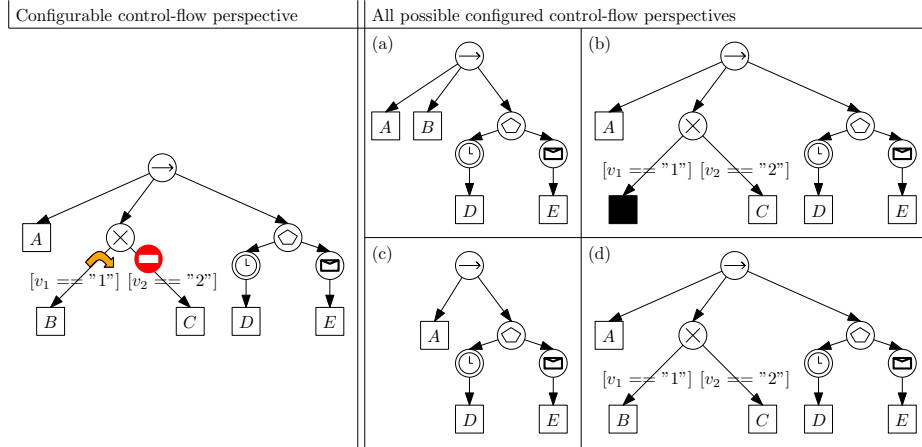 Configurable control-flow perspective
All possible configured control-flow perspectives
A
[v1 == "1"] [v2 == "2"]
B
C
D
E
(a)
A
B
D
E
(b)
A
[v1 == "1"] [v2 == "2"]
C
D
E
(c)
A
D
E
(d)
A
[v1 == "1"] [v2 == "2"]
B
C
D
E